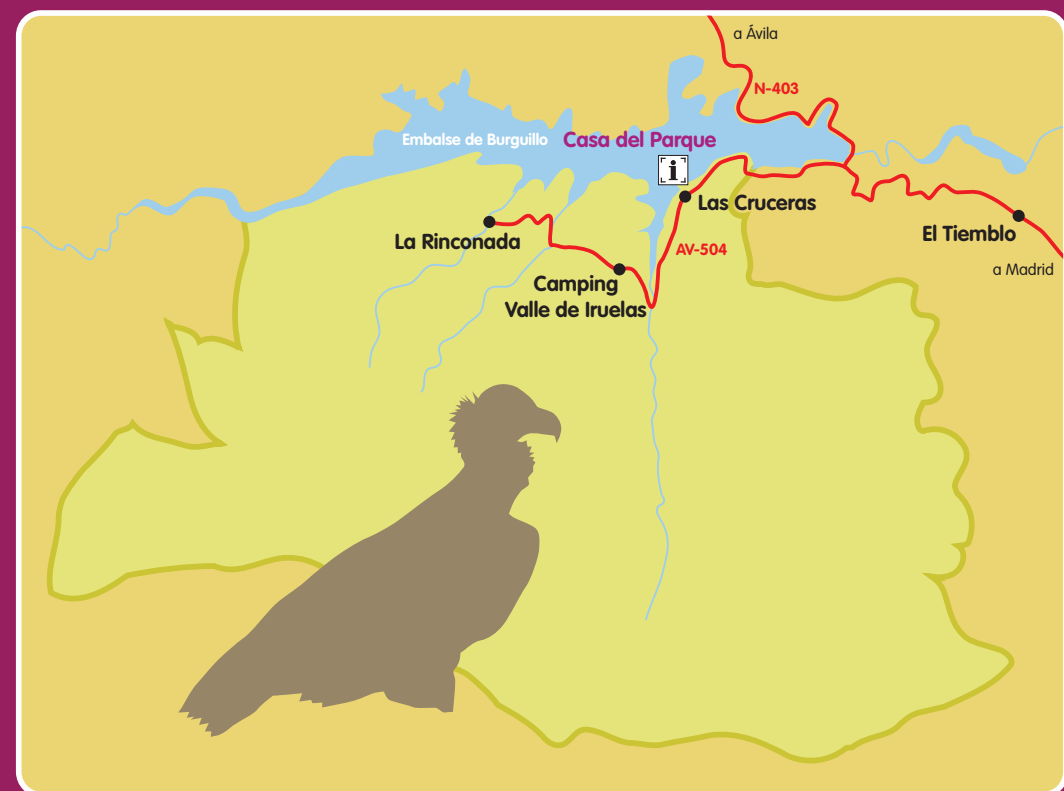 a Ávila
N-403
Embalse de Burguillo
Casa del Parque
i
Las Cruceras
La Rinconada
El Tiemblo
AV-504
a Madrid
Camping
Valle de Iruelas